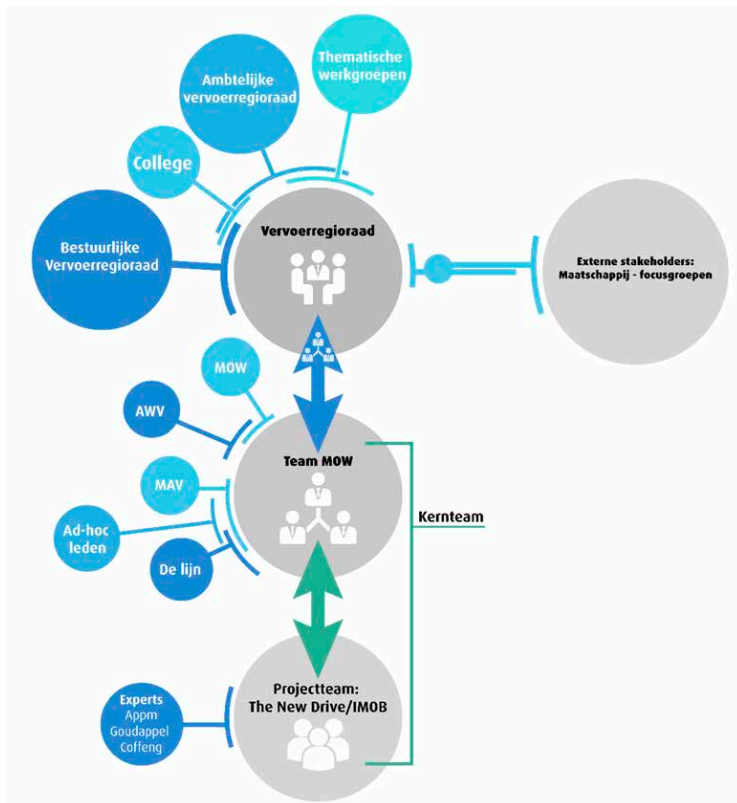 Thematische
werkgroepen
Ambtelijke
vervoerregioraad
College
Bestuurlijke
Vervoerregioraad
Vervoerregioraad
Externe stakeholders:
Maatschappij - focusgroepen
MOW
AWV
Team MOW
MAV
Ad-hoc
leden
De lijn
Kernteam
Projectteam:
The New Drive/IMOB
Experts
Appm
Goudappel
Coffeng